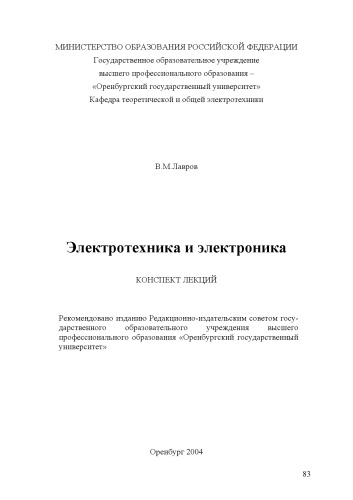 МИНИСТЕРСТВО ОБРАЗОВАНИЯ РОССИЙСКОЙ ФЕДЕРАЦИИ
Государственное образовательное учреждение
высшего профессионального образования –
«Оренбургский государственный университет»
Кафедра теоретической и общей электротехники
В.М.Лавров
Электротехника и электроника
КОНСПЕКТ ЛЕКЦИЙ
Рекомендовано изданию Редакционно-издательским советом госу-
дарственного образовательного учреждения высшего
профессионального образования «Оренбургский государственный
университет»
Оренбург 2004
83